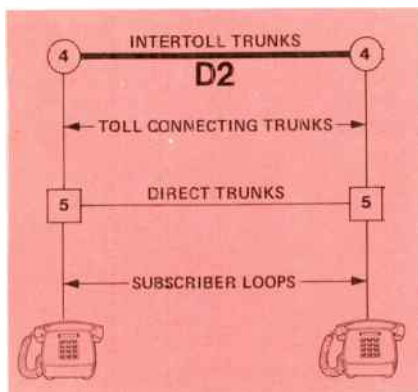 INTERTOLL TRUNKS
4 4
D2
TOLL CONNECTING TRUNKS
DIRECT TRUNKS
5 5
SUBSCRIBER LOOPS